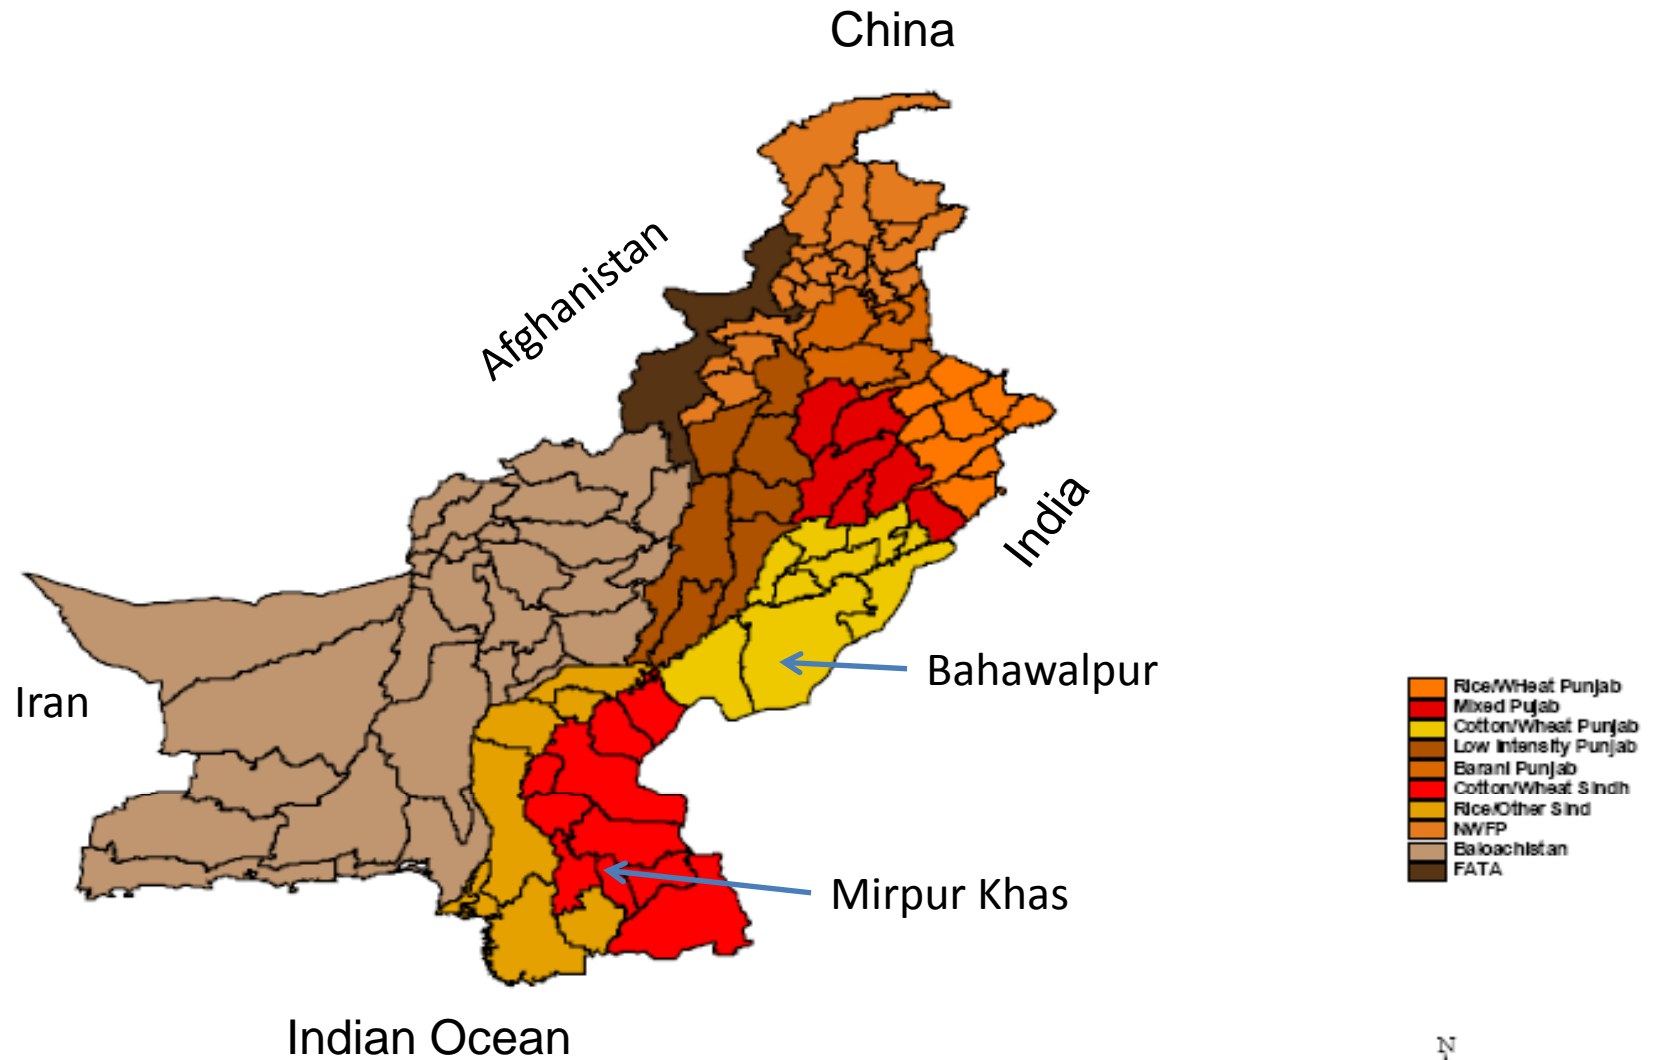 China
Afghanistan
India
Bahawalpur
Iran
Rice/WHeat Punjab
Mixed Pujab
Cotton/Wheat Punjab
Low Intensity Punjab
Barani Punjab
Cotton/Wheat Sindh
Rice/Other Sind
NWFP
Baloachistan
FATA
Mirpur Khas
Indian Ocean
N